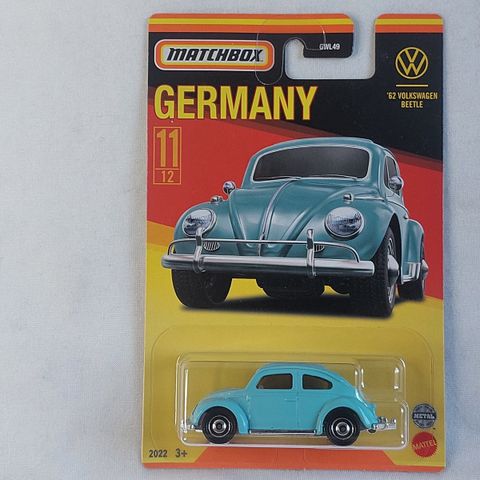 MATCHBOX
GWL49
GERMANY
'62 VOLKSWAGEN
BEETLE
11
12
METAL
MATTEL
2022 3+